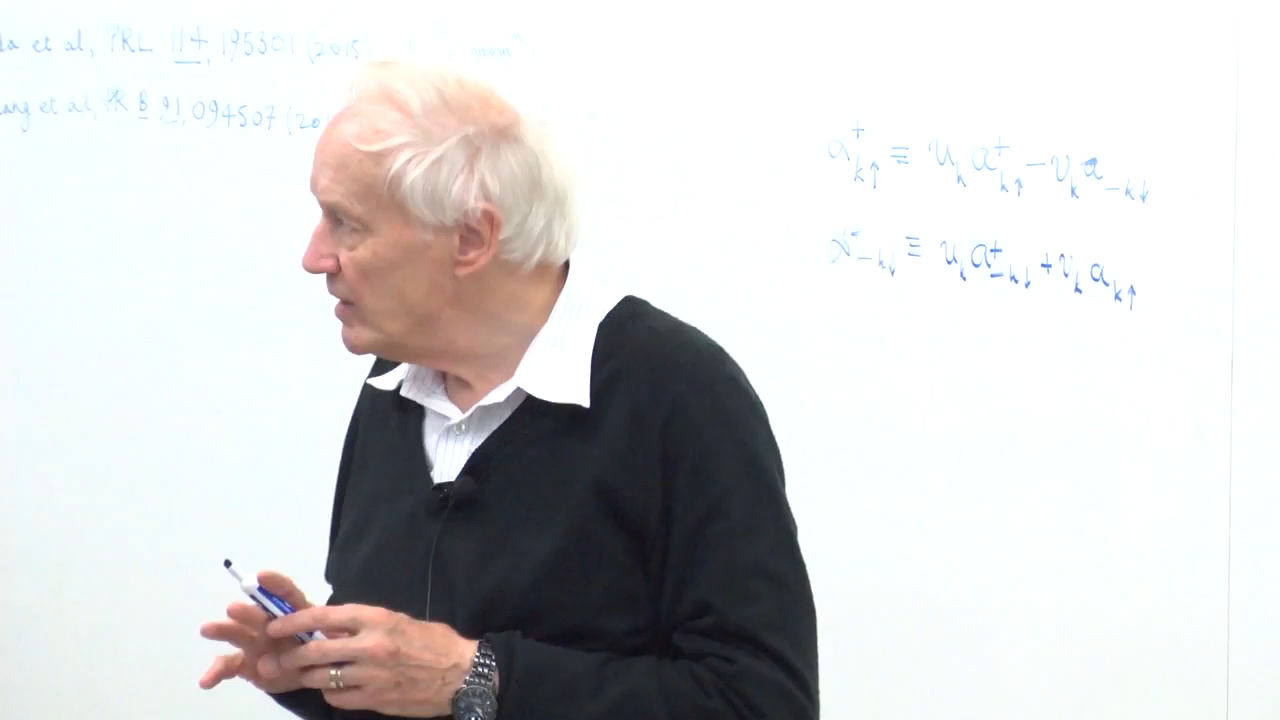 et al, PRL 114, 195301 (2015)
et al, PR B 91, 094507 (20
α⁺ₖ↑ ≡ uₖ a⁺ₖ↑ − vₖ a₋ₖ↓
α⁺₋ₖ↓ ≡ uₖ a⁺₋ₖ↓ + vₖ aₖ↑